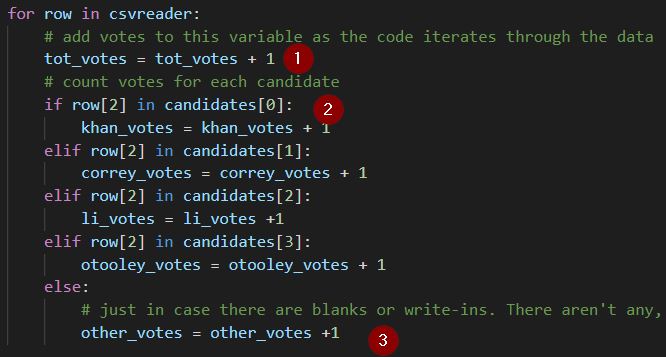 for row in csvreader:
    # add votes to this variable as the code iterates through the data
    tot_votes = tot_votes + 1 1
    # count votes for each candidate
    if row[2] in candidates[0]: 2
        khan_votes = khan_votes + 1
    elif row[2] in candidates[1]:
        correy_votes = correy_votes + 1
    elif row[2] in candidates[2]:
        li_votes = li_votes +1
    elif row[2] in candidates[3]:
        otooley_votes = otooley_votes + 1
    else:
        # just in case there are blanks or write-ins. There aren't any,
        other_votes = other_votes +1 3